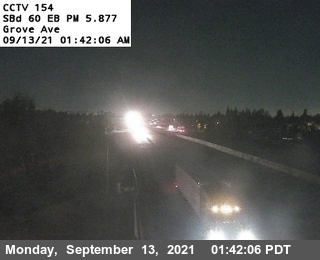 CCTV 154
SBd 60 EB PM 5.877
Grove Ave
09/13/21 01:42:06 AM
Monday, September 13, 2021 01:42:06 PDT